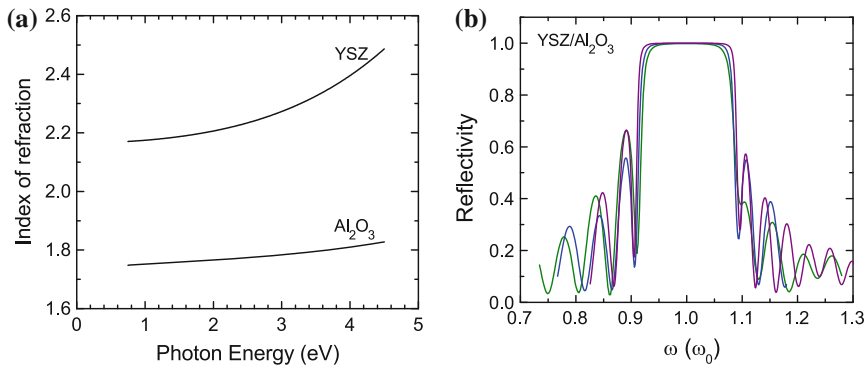 (a)
2.6
2.4
2.2
2.0
1.8
1.6
Index of refraction
YSZ
Al₂O₃
0 1 2 3 4 5
Photon Energy (eV)
(b)
YSZ/Al₂O₃
1.0
0.8
0.6
0.4
0.2
0.0
Reflectivity
0.7 0.8 0.9 1.0 1.1 1.2 1.3
ω (ω₀)